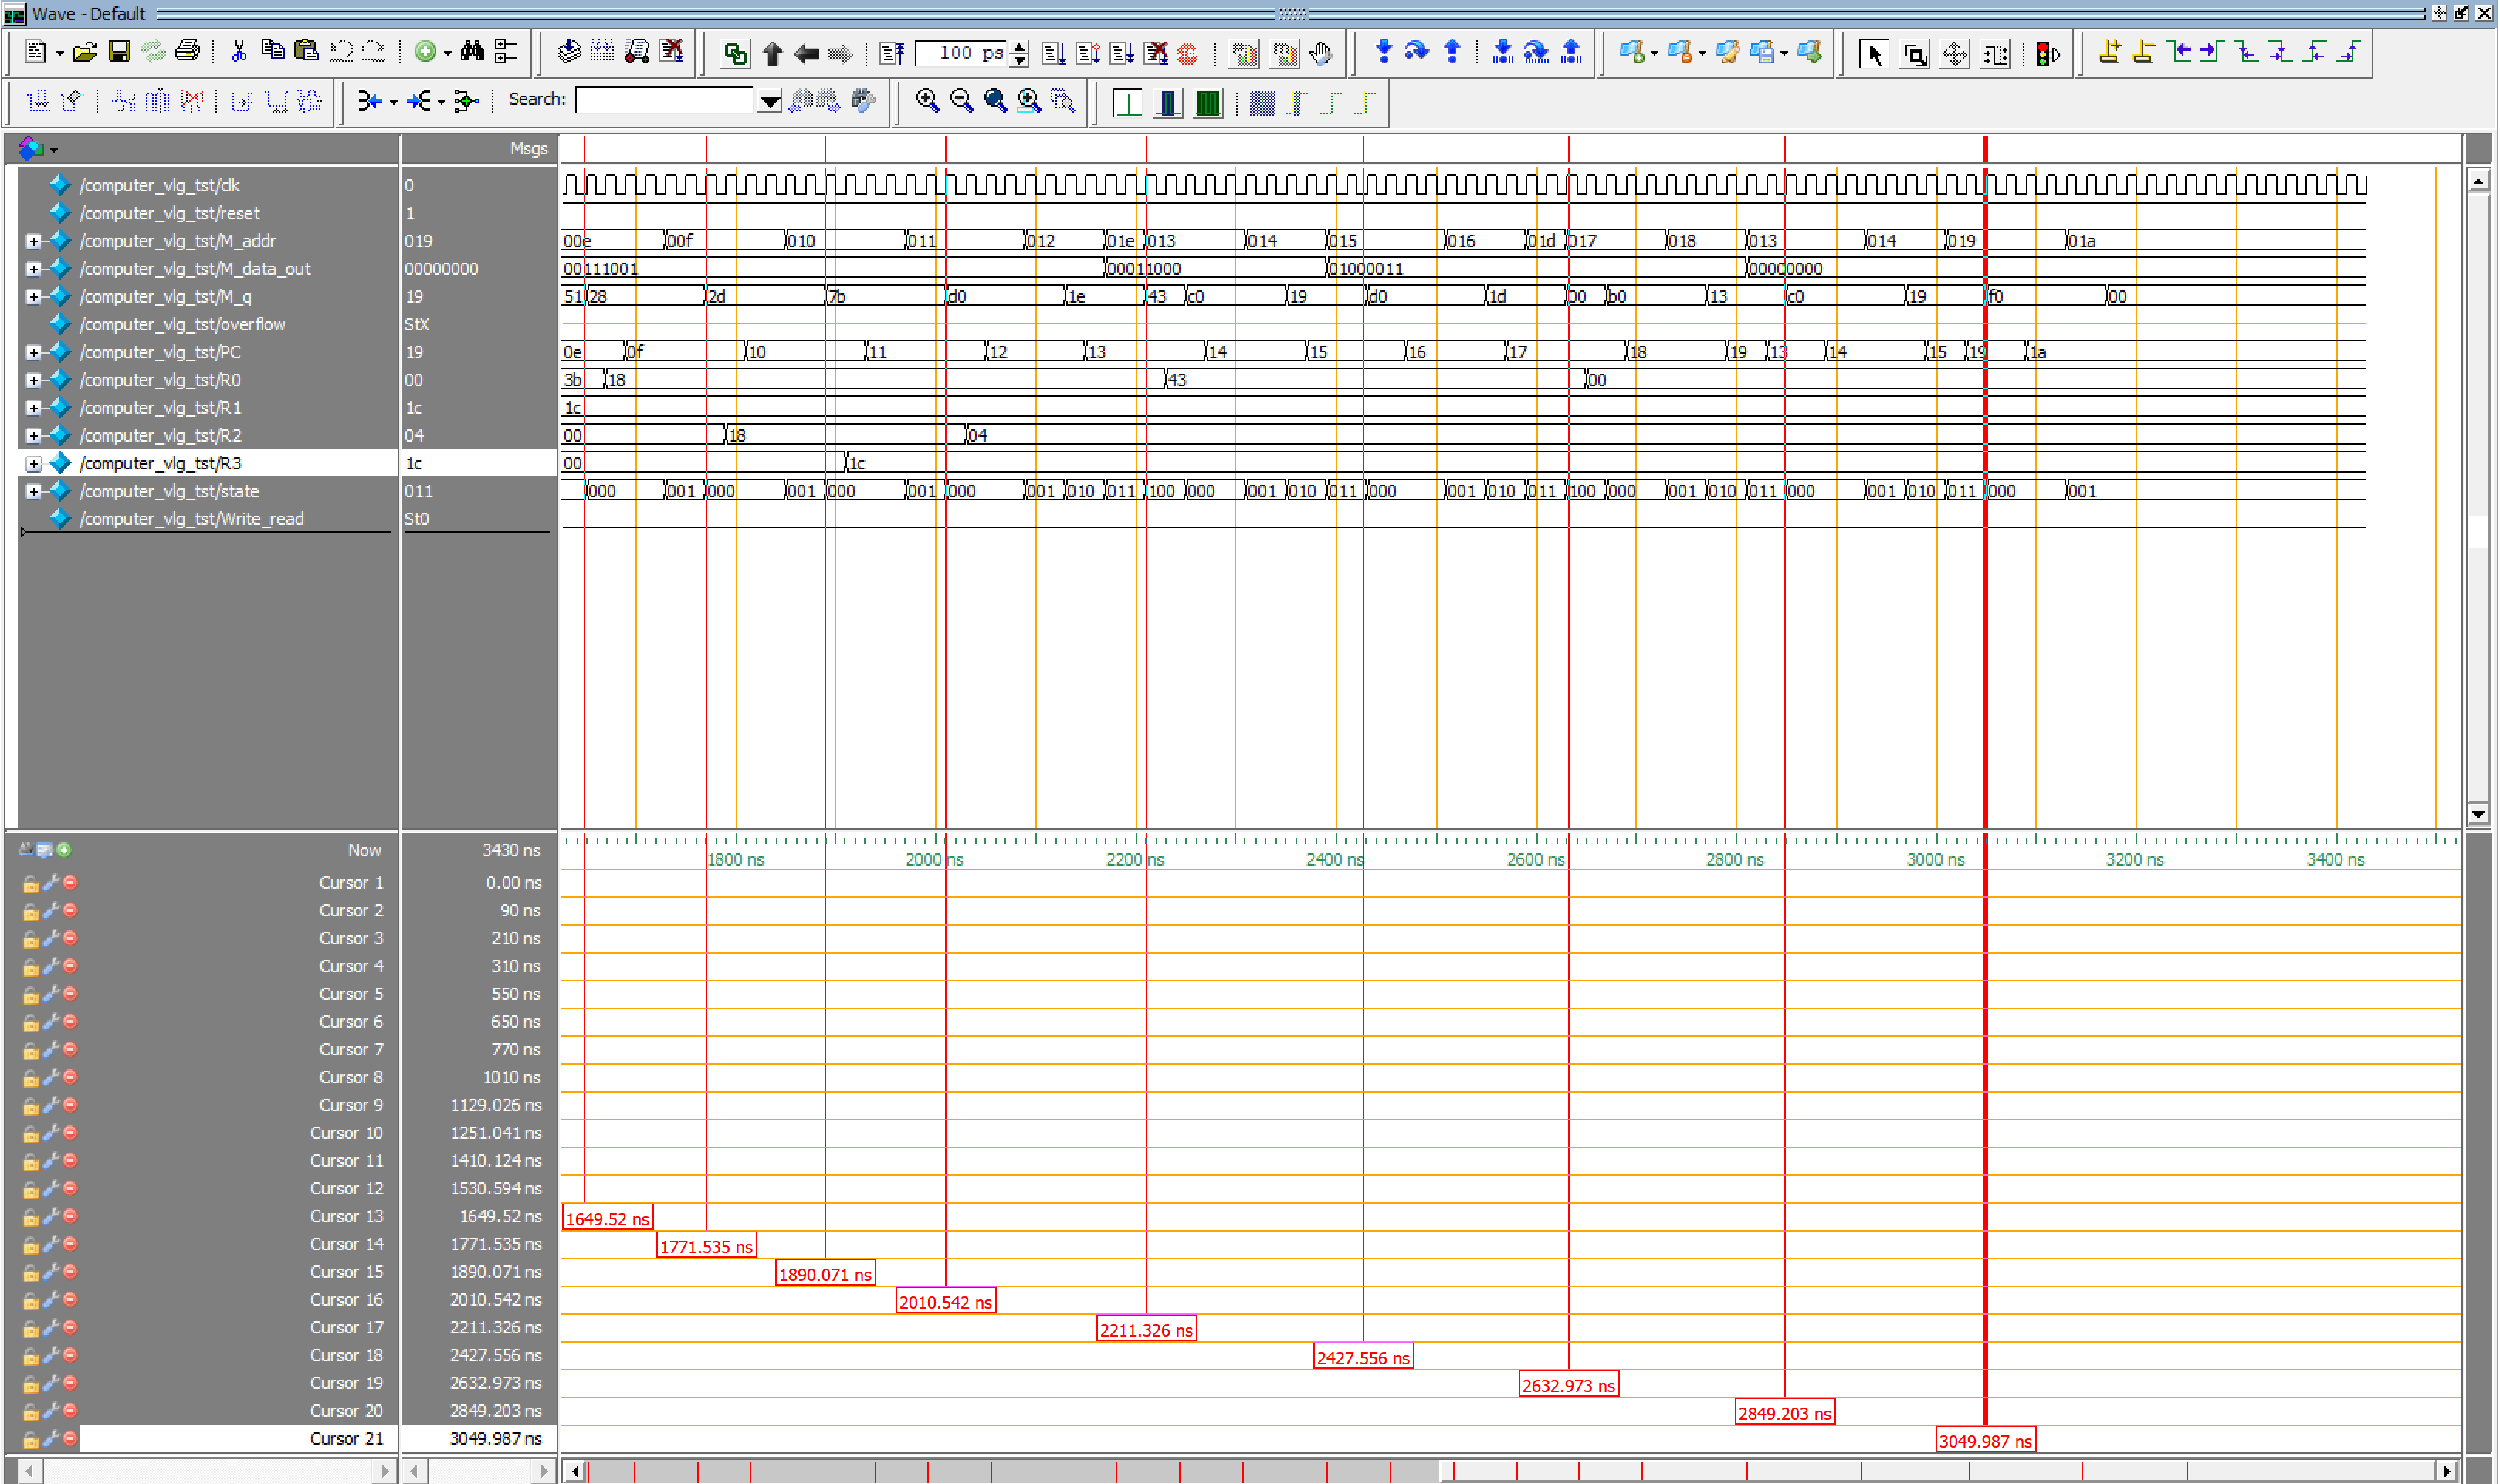 Wave - Default
100 ps
Search:
Msgs
/computer_vlg_tst/clk 0
/computer_vlg_tst/reset 1
/computer_vlg_tst/M_addr 019 00e 00f 010 011 012 01e 013 014 015 016 01d 017 018 013 014 019 01a
/computer_vlg_tst/M_data_out 00000000 00111001 00011000 01000011 00000000
/computer_vlg_tst/M_q 19 51 28 2d 7b d0 1e 43 c0 19 d0 1d 00 b0 13 c0 19 f0 00
/computer_vlg_tst/overflow StX
/computer_vlg_tst/PC 19 0e 0f 10 11 12 13 14 15 16 17 18 19 13 14 15 19 1a
/computer_vlg_tst/R0 00 3b 18 43 00
/computer_vlg_tst/R1 1c 1c
/computer_vlg_tst/R2 04 00 18 04
/computer_vlg_tst/R3 1c 00 1c
/computer_vlg_tst/state 011 000 001 000 001 000 001 000 001 010 011 100 000 001 010 011 000 001 010 011 100 000 001 010 011 000 001 010 011 000 001
/computer_vlg_tst/Write_read St0
Now 3430 ns
1800 ns 2000 ns 2200 ns 2400 ns 2600 ns 2800 ns 3000 ns 3200 ns 3400 ns
Cursor 1 0.00 ns
Cursor 2 90 ns
Cursor 3 210 ns
Cursor 4 310 ns
Cursor 5 550 ns
Cursor 6 650 ns
Cursor 7 770 ns
Cursor 8 1010 ns
Cursor 9 1129.026 ns
Cursor 10 1251.041 ns
Cursor 11 1410.124 ns
Cursor 12 1530.594 ns
Cursor 13 1649.52 ns 1649.52 ns
Cursor 14 1771.535 ns 1771.535 ns
Cursor 15 1890.071 ns 1890.071 ns
Cursor 16 2010.542 ns 2010.542 ns
Cursor 17 2211.326 ns 2211.326 ns
Cursor 18 2427.556 ns 2427.556 ns
Cursor 19 2632.973 ns 2632.973 ns
Cursor 20 2849.203 ns 2849.203 ns
Cursor 21 3049.987 ns 3049.987 ns